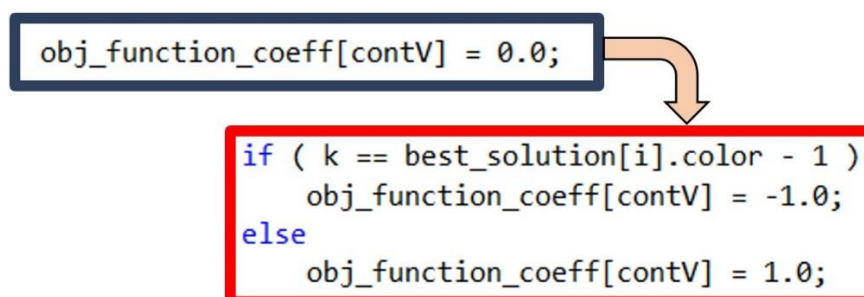 obj_function_coeff[contV] = 0.0;
if ( k == best_solution[i].color - 1 )
obj_function_coeff[contV] = -1.0;
else
obj_function_coeff[contV] = 1.0;